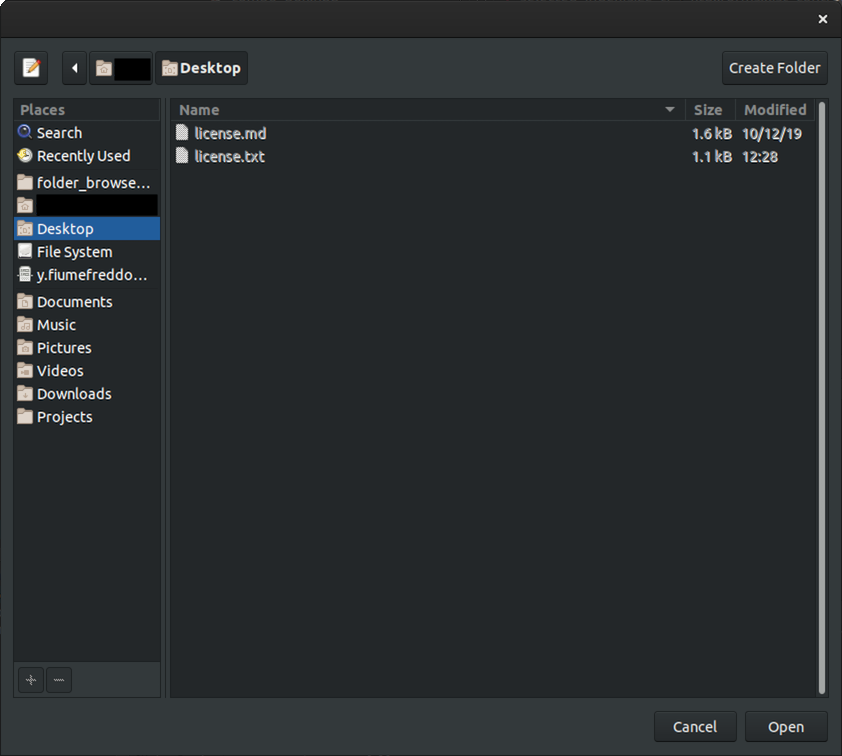 Desktop
Create Folder
Places
Search
Recently Used
folder_browse...
Desktop
File System
y.fiumefreddo...
Documents
Music
Pictures
Videos
Downloads
Projects
Name Size Modified
license.md 1.6 kB 10/12/19
license.txt 1.1 kB 12:28
Cancel Open